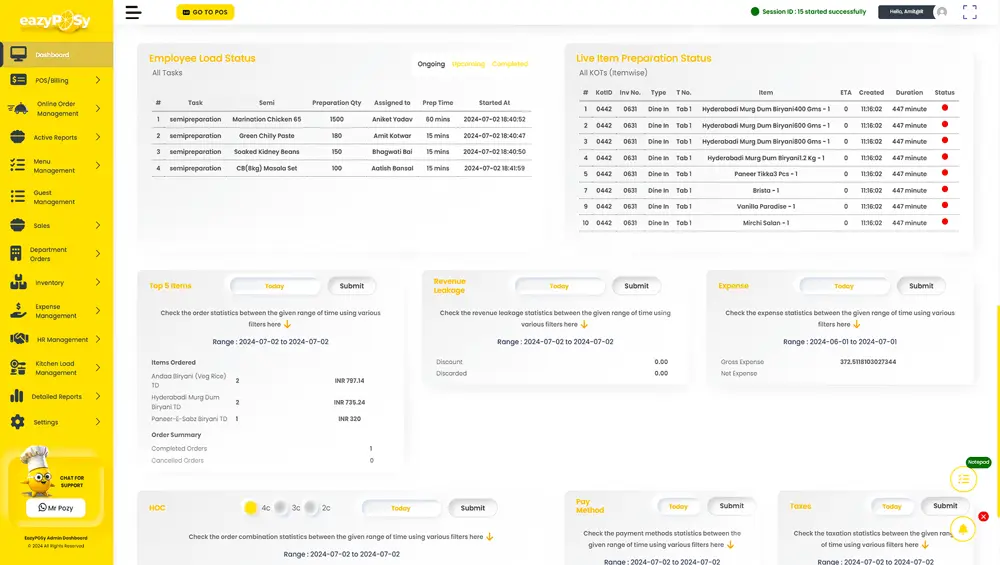 eazyPOSy
GO TO POS
Session ID : 15 started successfully
Hello, Amit@#
Dashboard
POS/Billing
Online Order
Management
Active Reports
Menu
Management
Guest
Management
Sales
Department
Orders
Inventory
Expense
Management
HR Management
Kitchen Load
Management
Detailed Reports
Settings
CHAT FOR
SUPPORT
Mr Pozy
EazyPOSy Admin Dashboard
© 2024 All Rights Reserved
Employee Load Status
All Tasks
Ongoing Upcoming Completed
# Task Semi Preparation Qty Assigned to Prep Time Started At
1 semipreparation Marination Chicken 65 1500 Aniket Yadav 60 mins 2024-07-02 18:40:52
2 semipreparation Green Chilly Paste 180 Amit Kotwar 15 mins 2024-07-02 18:40:47
3 semipreparation Soaked Kidney Beans 150 Bhagwati Bai 15 mins 2024-07-02 18:40:50
4 semipreparation CB(8kg) Masala Set 100 Aatish Bansal 15 mins 2024-07-02 18:41:59
Live Item Preparation Status
All KOTs (Itemwise)
# KotID Inv No. Type T No. Item ETA Created Duration Status
1 0442 0631 Dine In Tab 1 Hyderabadi Murg Dum Biryani400 Gms - 1 0 11:16:02 447 minute
2 0442 0631 Dine In Tab 1 Hyderabadi Murg Dum Biryani600 Gms - 1 0 11:16:02 447 minute
3 0442 0631 Dine In Tab 1 Hyderabadi Murg Dum Biryani800 Gms - 1 0 11:16:02 447 minute
4 0442 0631 Dine In Tab 1 Hyderabadi Murg Dum Biryani1.2 Kg - 1 0 11:16:02 447 minute
5 0442 0631 Dine In Tab 1 Paneer Tikka3 Pcs - 1 0 11:16:02 447 minute
7 0442 0631 Dine In Tab 1 Brista - 1 0 11:16:02 447 minute
9 0442 0631 Dine In Tab 1 Vanilla Paradise - 1 0 11:16:02 447 minute
10 0442 0631 Dine In Tab 1 Mirchi Salan - 1 0 11:16:02 447 minute
Top 5 Items
Today
Submit
Check the order statistics between the given range of time using various
filters here
Range : 2024-07-02 to 2024-07-02
Items Ordered
Andaa Biryani (Veg Rice)
TD
2 INR 797.14
Hyderabadi Murg Dum
Biryani TD
2 INR 735.24
Paneer-E-Sabz Biryani TD 1 INR 320
Order Summary
Completed Orders 1
Cancelled Orders 0
Revenue
Leakage
Today
Submit
Check the revenue leakage statistics between the given range of time using
various filters here
Range : 2024-07-02 to 2024-07-02
Discount 0.00
Discarded 0.00
Expense
Today
Submit
Check the expense statistics between the given range of time using various
filters here
Range : 2024-06-01 to 2024-07-01
Gross Expense 372.5118103027344
Net Expense
HOC
4c 3c 2c
Today
Submit
Check the order combination statistics between the given range of time using various filters here
Range : 2024-07-02 to 2024-07-02
Pay
Method
Today
Submit
Check the payment methods statistics between the
given range of time using various filters here
Range : 2024-07-02 to 2024-07-02
Taxes
Today
Submit
Check the taxation statistics between the given range
of time using various filters here
Range : 2024-07-02 to 2024-07-02
Notepad